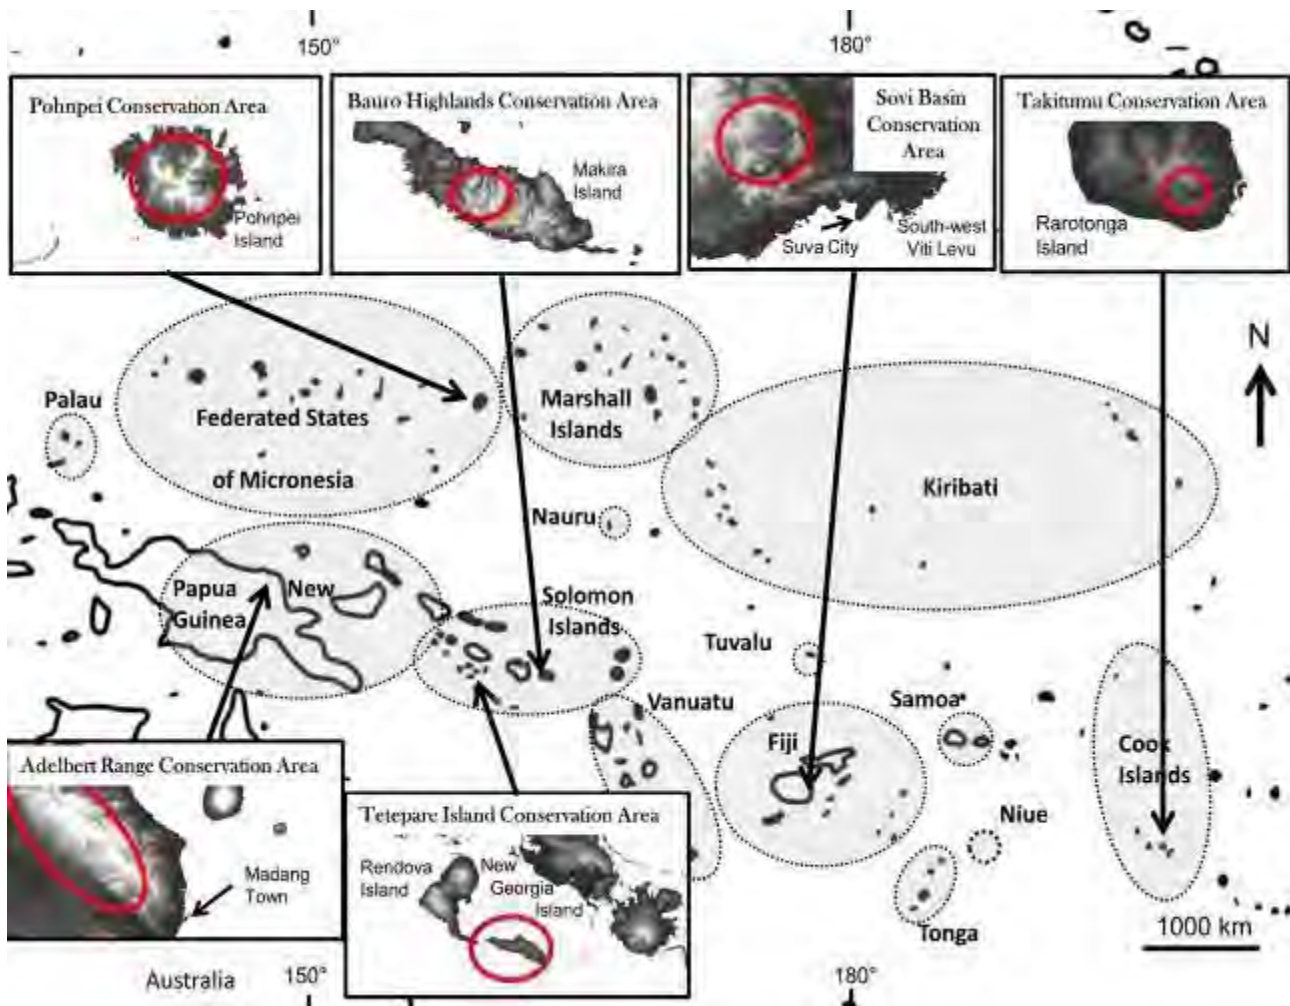 150°
180°
Pohnpei Conservation Area
Pohnpei
Island
Bauro Highlands Conservation Area
Makira
Island
Sovi Basin
Conservation
Area
Suva City
South-west
Viti Levu
Takitumu Conservation Area
Rarotonga
Island
N
Palau
Federated States
of Micronesia
Marshall
Islands
Kiribati
Nauru
Papua New
Guinea
Solomon
Islands
Tuvalu
Vanuatu
Samoa
Fiji
Cook
Islands
Niue
Tonga
1000 km
Adelbert Range Conservation Area
Madang
Town
Tetepare Island Conservation Area
Rendova
Island
New
Georgia
Island
Australia
150°
180°